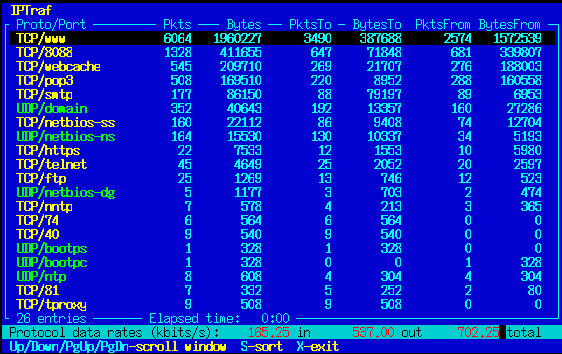 IPTraf
Proto/Port Pkts Bytes PktsTo BytesTo PktsFrom BytesFrom
TCP/www 6064 1960227 3490 387688 2574 1572539
TCP/8088 1328 411655 647 71848 681 339807
TCP/webcache 545 209710 269 21707 276 188003
TCP/pop3 508 169510 220 8952 288 160558
TCP/smtp 177 86150 88 79197 89 6953
UDP/domain 352 40643 192 13357 160 27286
TCP/netbios-ss 160 22112 86 9408 74 12704
UDP/netbios-ns 164 15530 130 10337 34 5193
TCP/https 22 7533 12 1553 10 5980
TCP/telnet 45 4649 25 2052 20 2597
TCP/ftp 25 1269 13 746 12 523
UDP/netbios-dg 5 1177 3 703 2 474
TCP/nntp 7 578 4 213 3 365
TCP/74 6 564 6 564 0 0
TCP/40 9 540 9 540 0 0
UDP/bootps 1 328 1 328 0 0
UDP/bootpc 1 328 0 0 1 328
UDP/ntp 8 608 4 304 4 304
TCP/81 7 332 5 252 2 80
TCP/tproxy 9 508 9 508 0 0
26 entries Elapsed time: 0:00
Protocol data rates (kbits/s): 165.25 in 537.00 out 702.25 total
Up/Down/PgUp/PgDn-scroll window S-sort X-exit